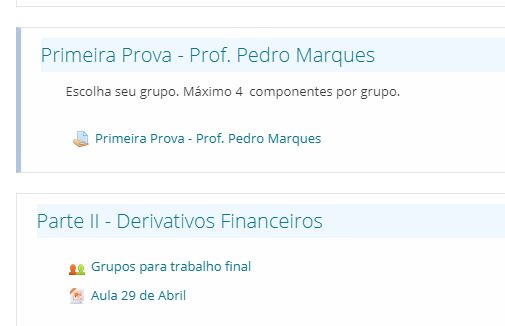 Primeira Prova - Prof. Pedro Marques
Escolha seu grupo. Máximo 4 componentes por grupo.
Primeira Prova - Prof. Pedro Marques
Parte II - Derivativos Financeiros
Grupos para trabalho final
Aula 29 de Abril